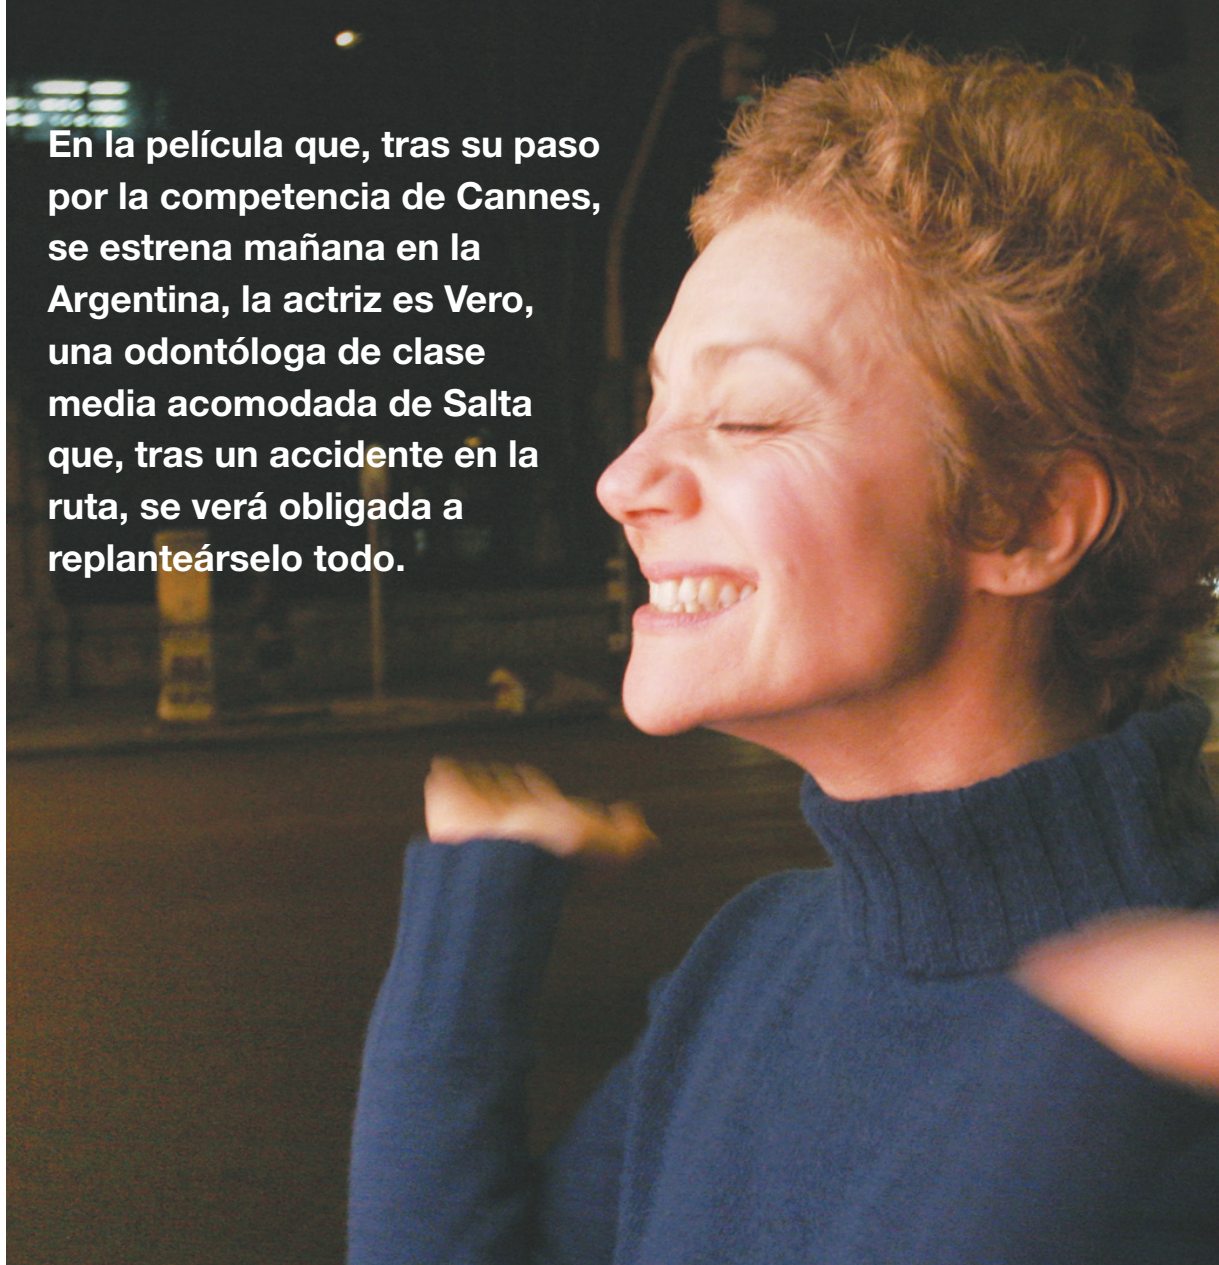 En la película que, tras su paso
por la competencia de Cannes,
se estrena mañana en la
Argentina, la actriz es Vero,
una odontóloga de clase
media acomodada de Salta
que, tras un accidente en la
ruta, se verá obligada a
replanteárselo todo.